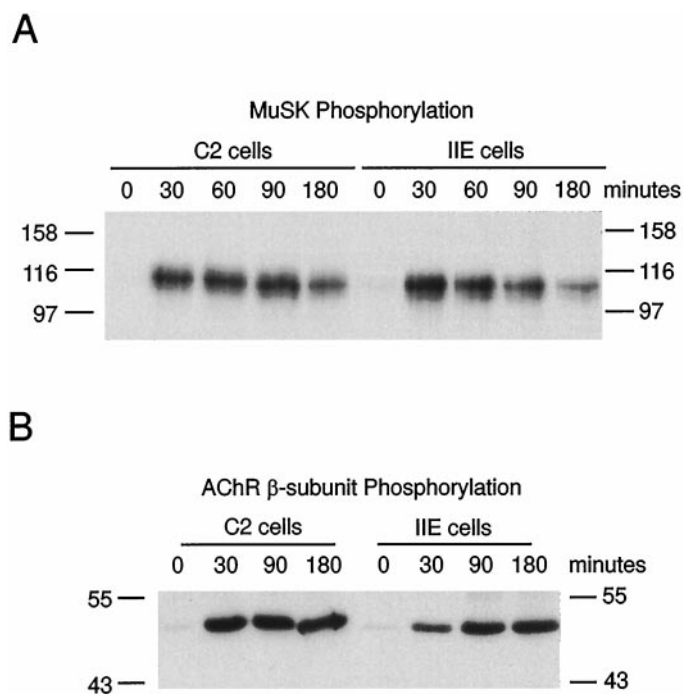 A
MuSK Phosphorylation
C2 cells IIE cells
0 30 60 90 180 0 30 60 90 180 minutes
158 158
116 116
97 97
B
AChR β-subunit Phosphorylation
C2 cells IIE cells
0 30 90 180 0 30 90 180 minutes
55 55
43 43